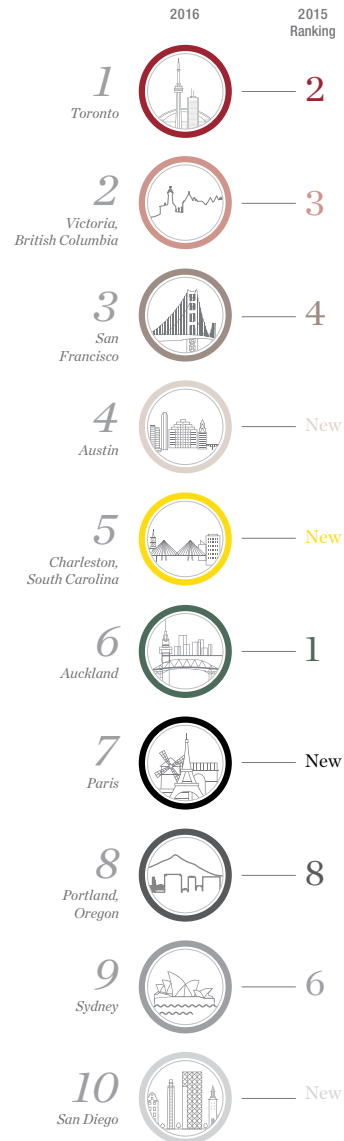 2016
2015
Ranking
1
Toronto
2
2
Victoria,
British Columbia
3
3
San
Francisco
4
4
Austin
New
5
Charleston,
South Carolina
New
6
Auckland
1
7
Paris
New
8
Portland,
Oregon
8
9
Sydney
6
10
San Diego
New